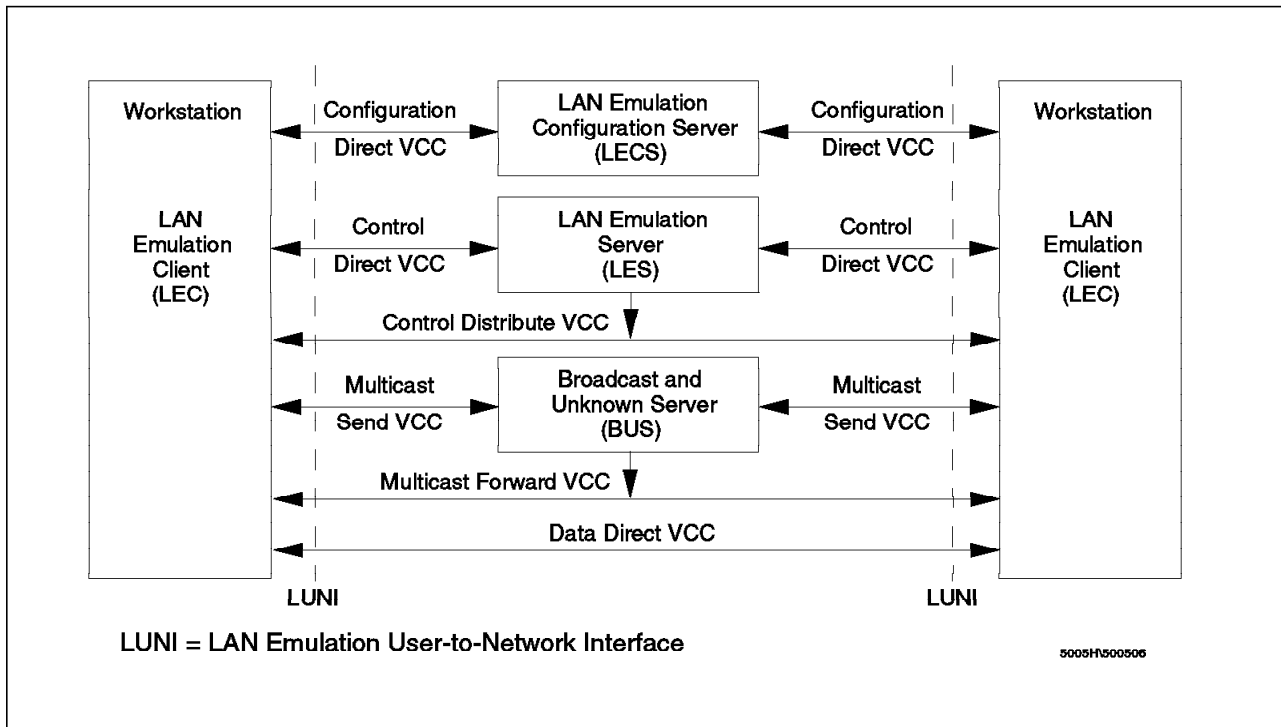 Workstation
LAN
Emulation
Client
(LEC)
Configuration
Direct VCC
LAN Emulation
Configuration Server
(LECS)
Configuration
Direct VCC
Workstation
LAN
Emulation
Client
(LEC)
Control
Direct VCC
LAN Emulation
Server
(LES)
Control
Direct VCC
Control Distribute VCC
Multicast
Send VCC
Broadcast and
Unknown Server
(BUS)
Multicast
Send VCC
Multicast Forward VCC
Data Direct VCC
LUNI
LUNI
LUNI = LAN Emulation User-to-Network Interface
5005H\500506